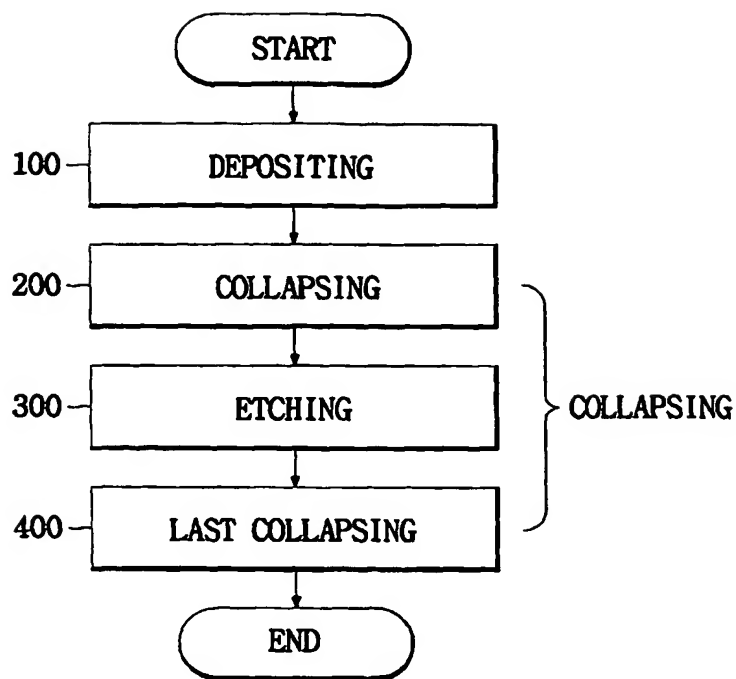 START
100 DEPOSITING
200 COLLAPSING
300 ETCHING
COLLAPSING
400 LAST COLLAPSING
END